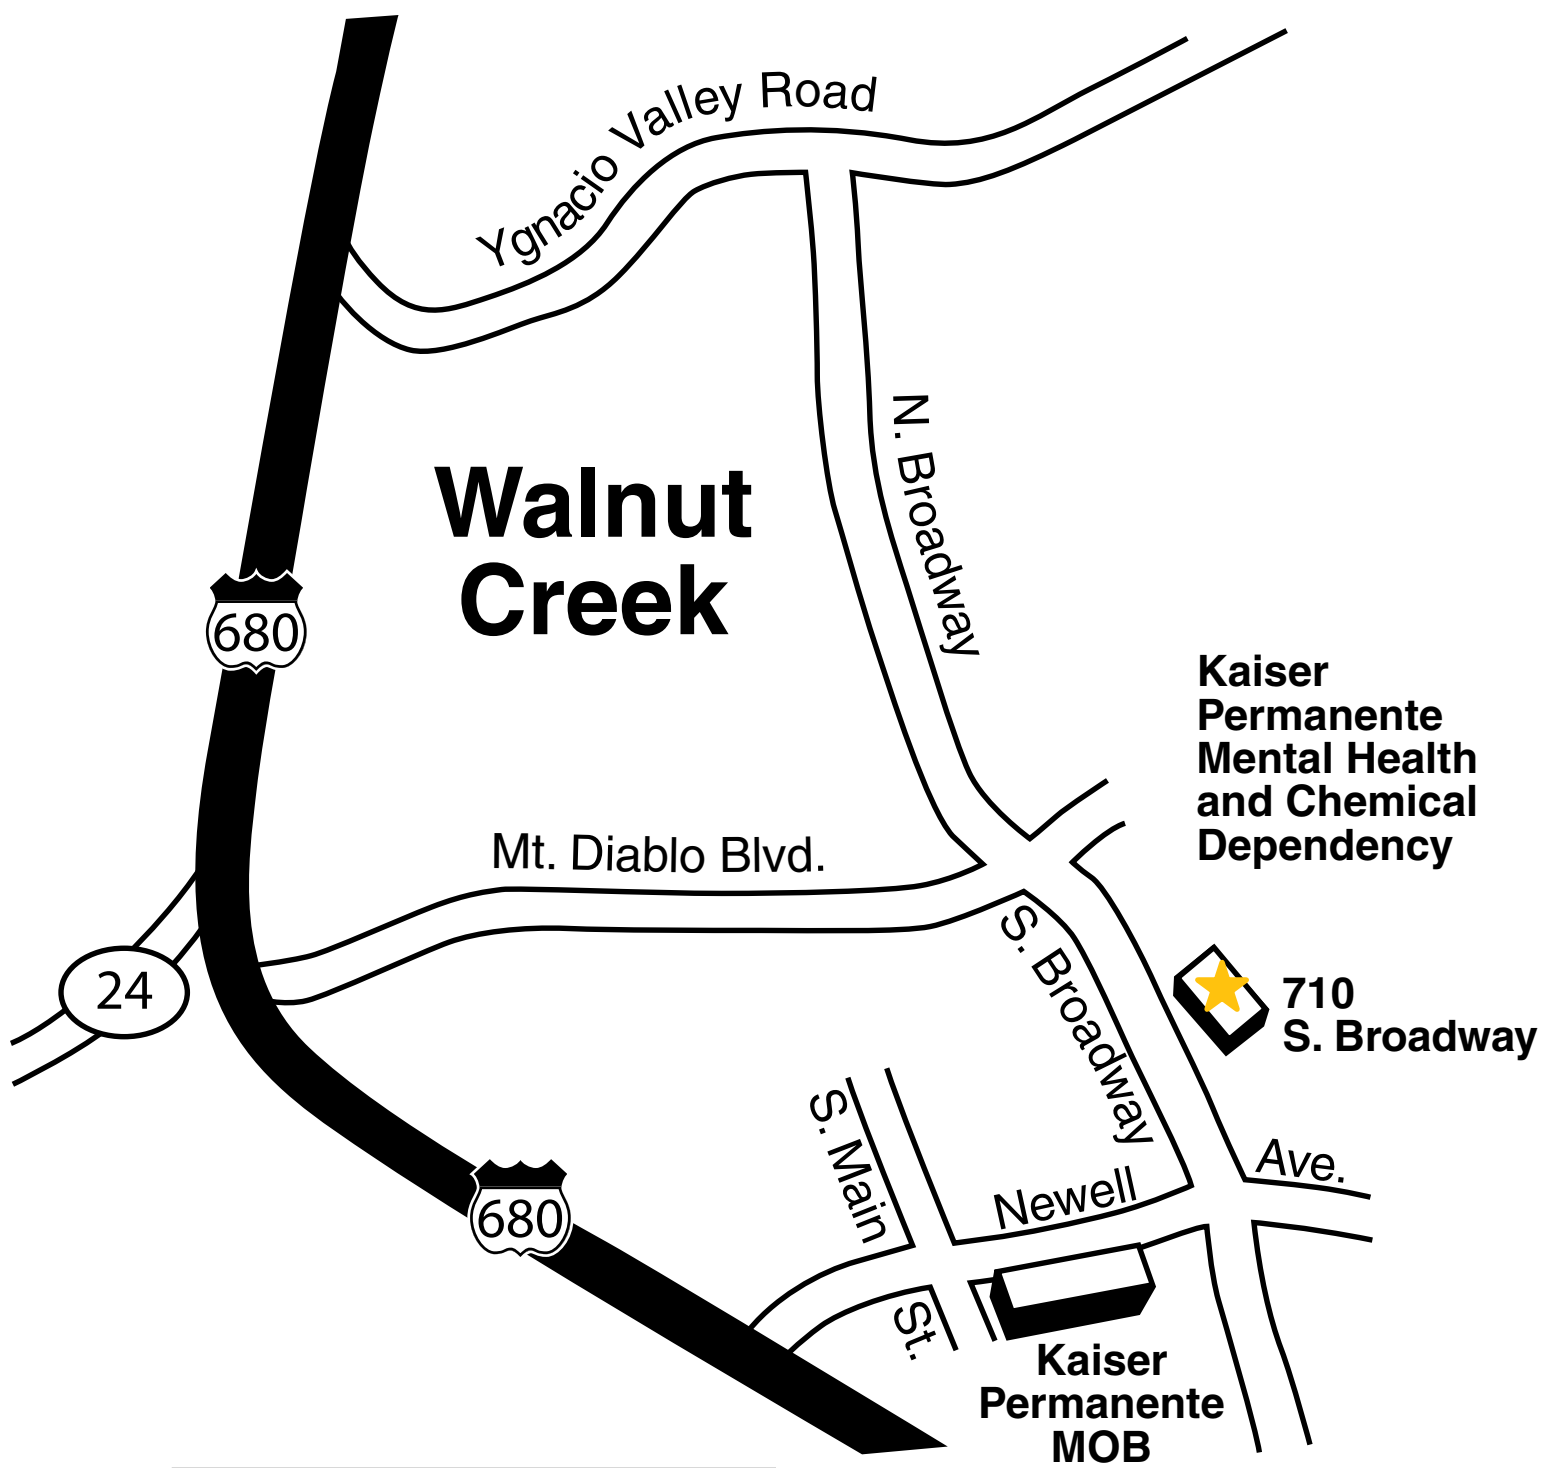 Ygnacio Valley Road
N. Broadway
Walnut
Creek
680
Kaiser
Permanente
Mental Health
and Chemical
Dependency
Mt. Diablo Blvd.
24
S. Broadway
710
S. Broadway
S. Main
St.
Newell
Ave.
680
Kaiser
Permanente
MOB